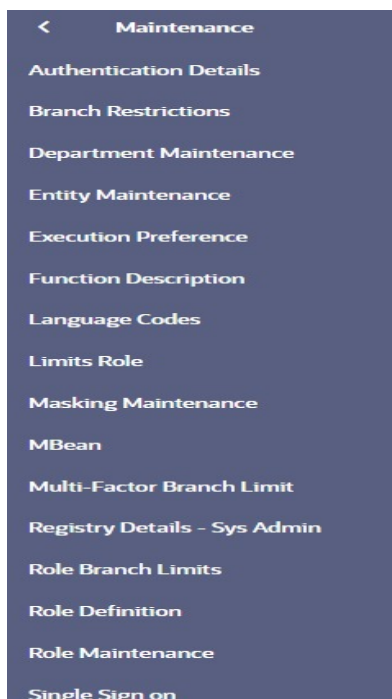 < Maintenance
Authentication Details
Branch Restrictions
Department Maintenance
Entity Maintenance
Execution Preference
Function Description
Language Codes
Limits Role
Masking Maintenance
MBean
Multi-Factor Branch Limit
Registry Details - Sys Admin
Role Branch Limits
Role Definition
Role Maintenance
Single Sign on